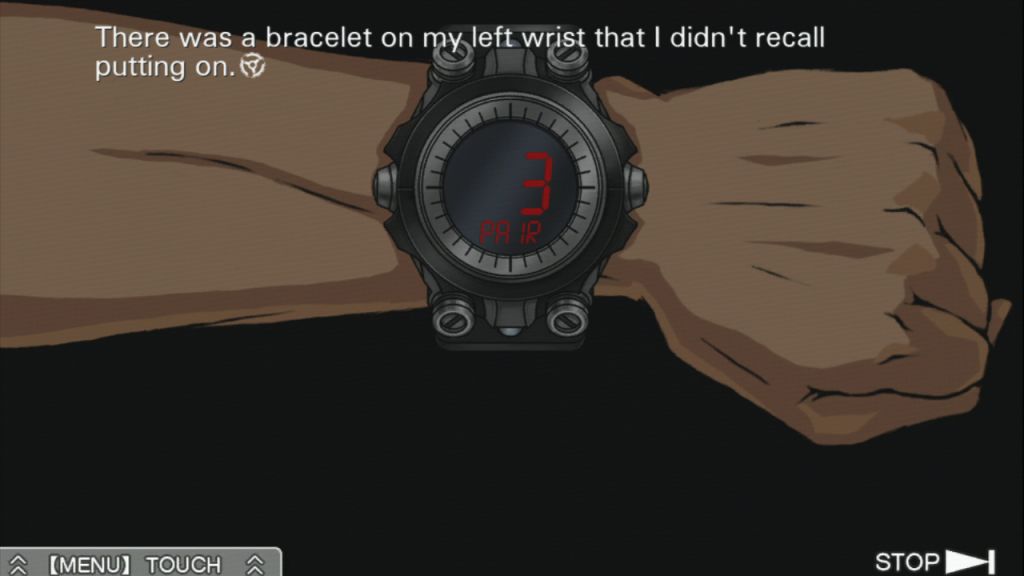 There was a bracelet on my left wrist that I didn't recall
putting on.
3
PAIR
【MENU】 TOUCH
STOP